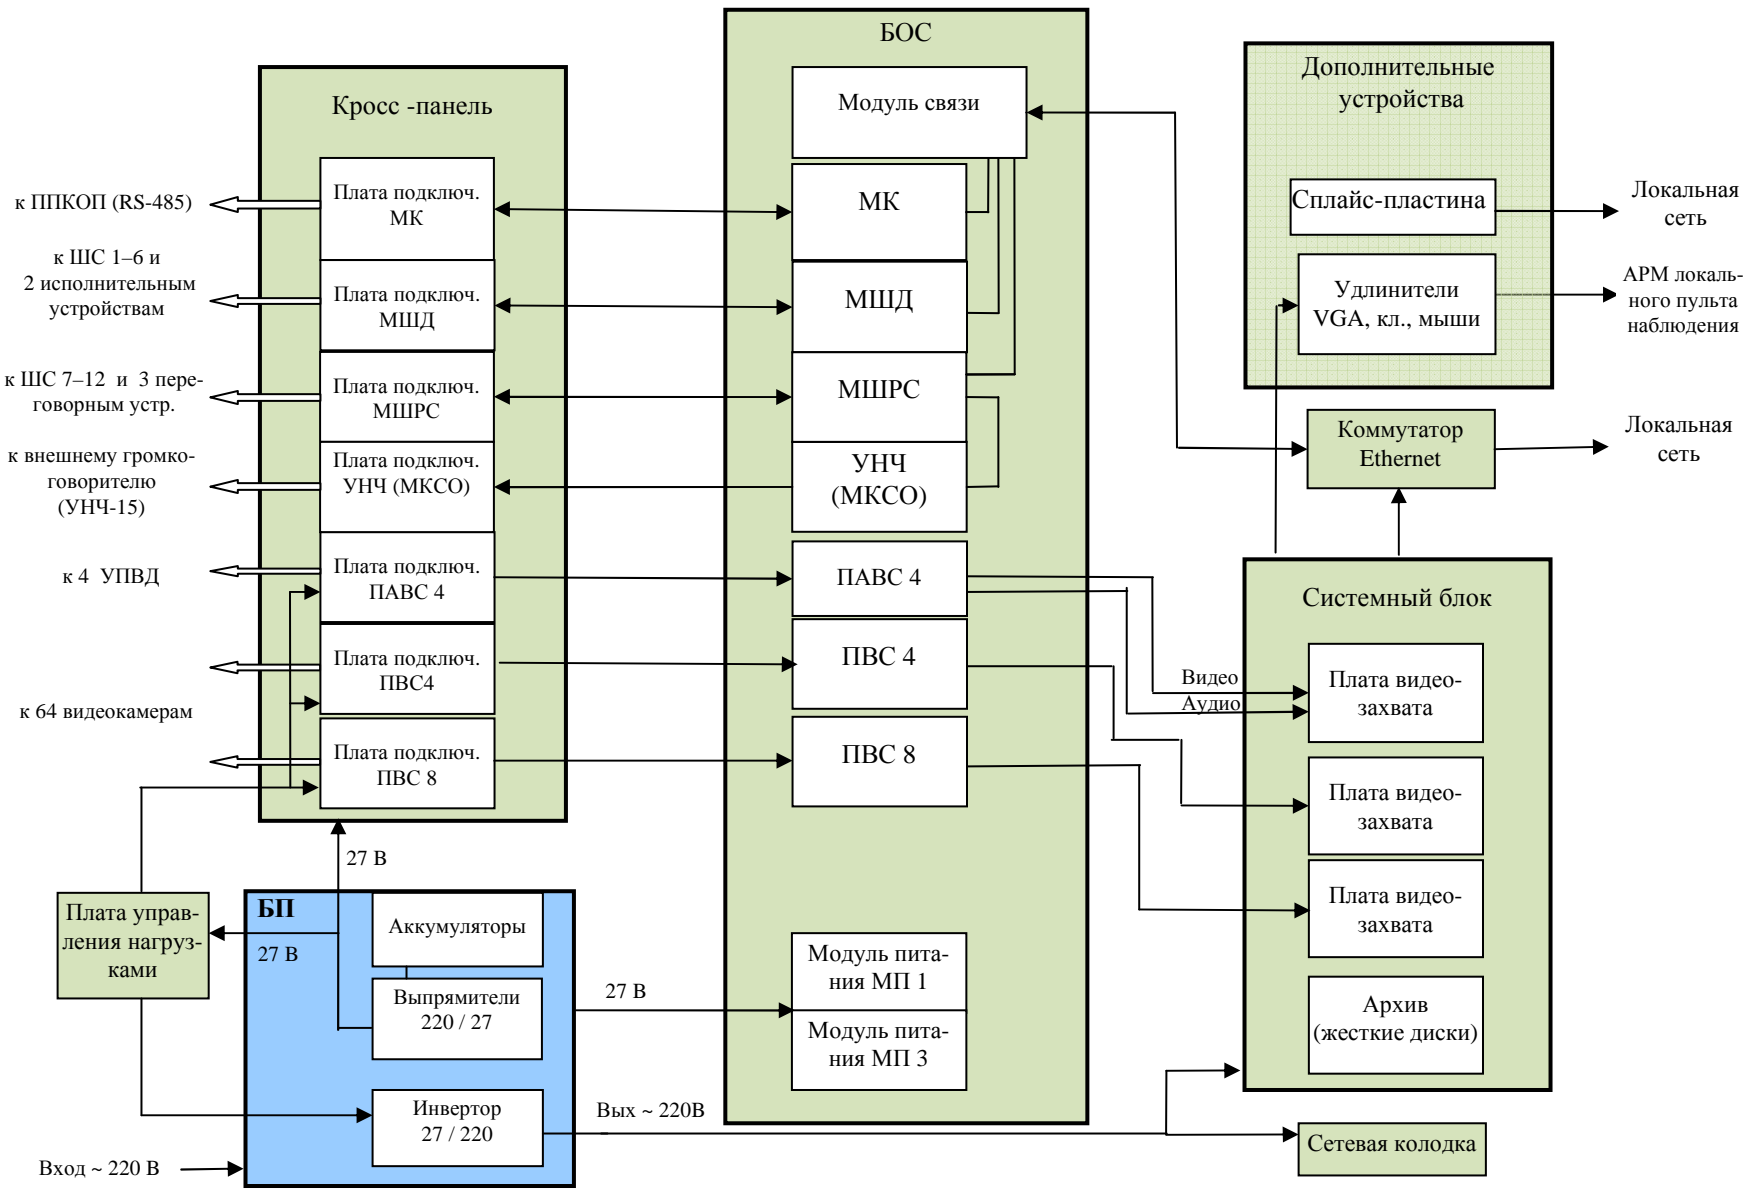 БОС
Дополнительные
устройства
Кросс -панель
Модуль связи
к ППКОП (RS-485)
Плата подключ.
МК
МК
Сплайс-пластина
Локальная
сеть
к ШС 1–6 и
2 исполнительным
устройствам
Плата подключ.
МШД
МШД
Удлинители
VGA, кл., мыши
АРМ локаль-
ного пульта
наблюдения
к ШС 7–12 и 3 пере-
говорным устр.
Плата подключ.
МШРС
МШРС
Коммутатор
Ethernet
Локальная
сеть
к внешнему громко-
говорителю
(УНЧ-15)
Плата подключ.
УНЧ (МКСО)
УНЧ
(МКСО)
к 4 УПВД
Плата подключ.
ПАВС 4
ПАВС 4
Системный блок
Плата подключ.
ПВС4
ПВС 4
Видео
Аудио
Плата видео-
захвата
к 64 видеокамерам
Плата подключ.
ПВС 8
ПВС 8
Плата видео-
захвата
27 В
Плата управ-
ления нагруз-
ками
БП
27 В
Аккумуляторы
Плата видео-
захвата
Выпрямители
220 / 27
27 В
Модуль пита-
ния МП 1
Модуль пита-
ния МП 3
Архив
(жесткие диски)
Инвертор
27 / 220
Вых ~ 220В
Сетевая колодка
Вход ~ 220 В